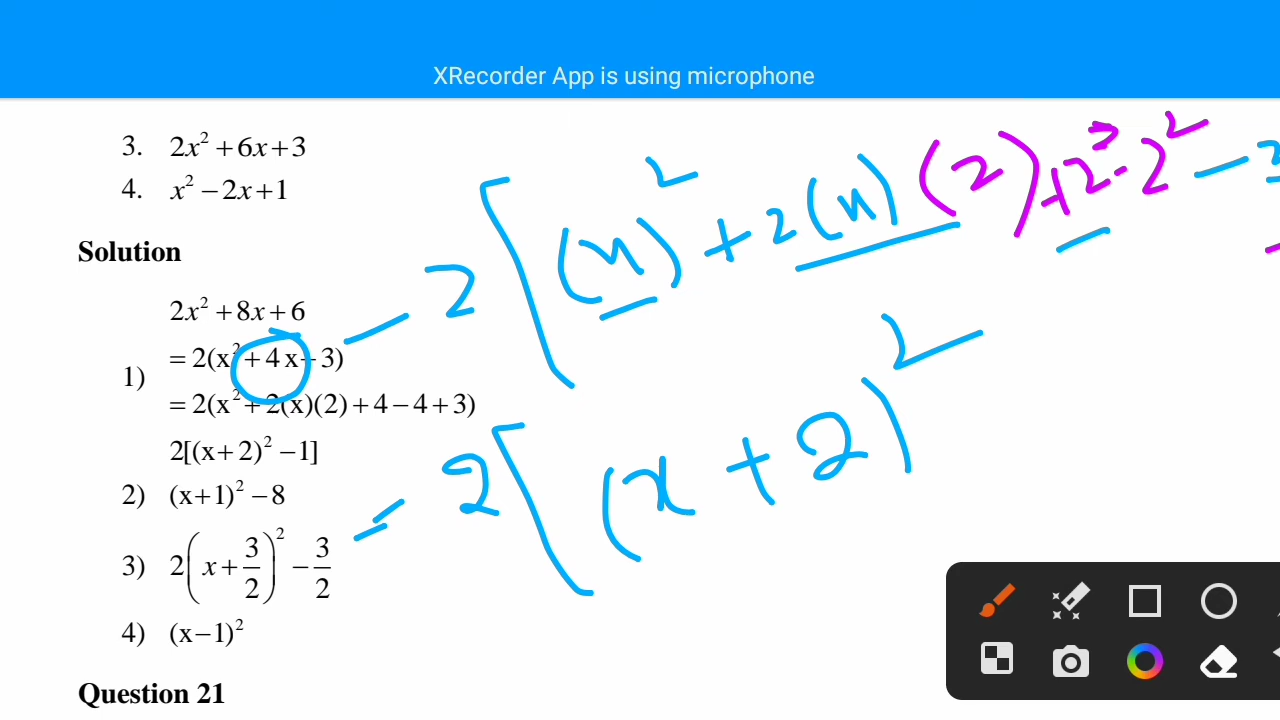 XRecorder App is using microphone
3. 2x² + 6x + 3
4. x² − 2x + 1
Solution
2x² + 8x + 6
1) = 2(x² + 4x + 3)
= 2(x² + 2(x)(2) + 4 − 4 + 3)
2[(x + 2)² − 1]
2) (x + 1)² − 8
3) 2(x + 3/2)² − 3/2
4) (x − 1)²
Question 21
2[(x)² + 2(x)(2) + 2² - 2² -
= 2[(x + 2)²